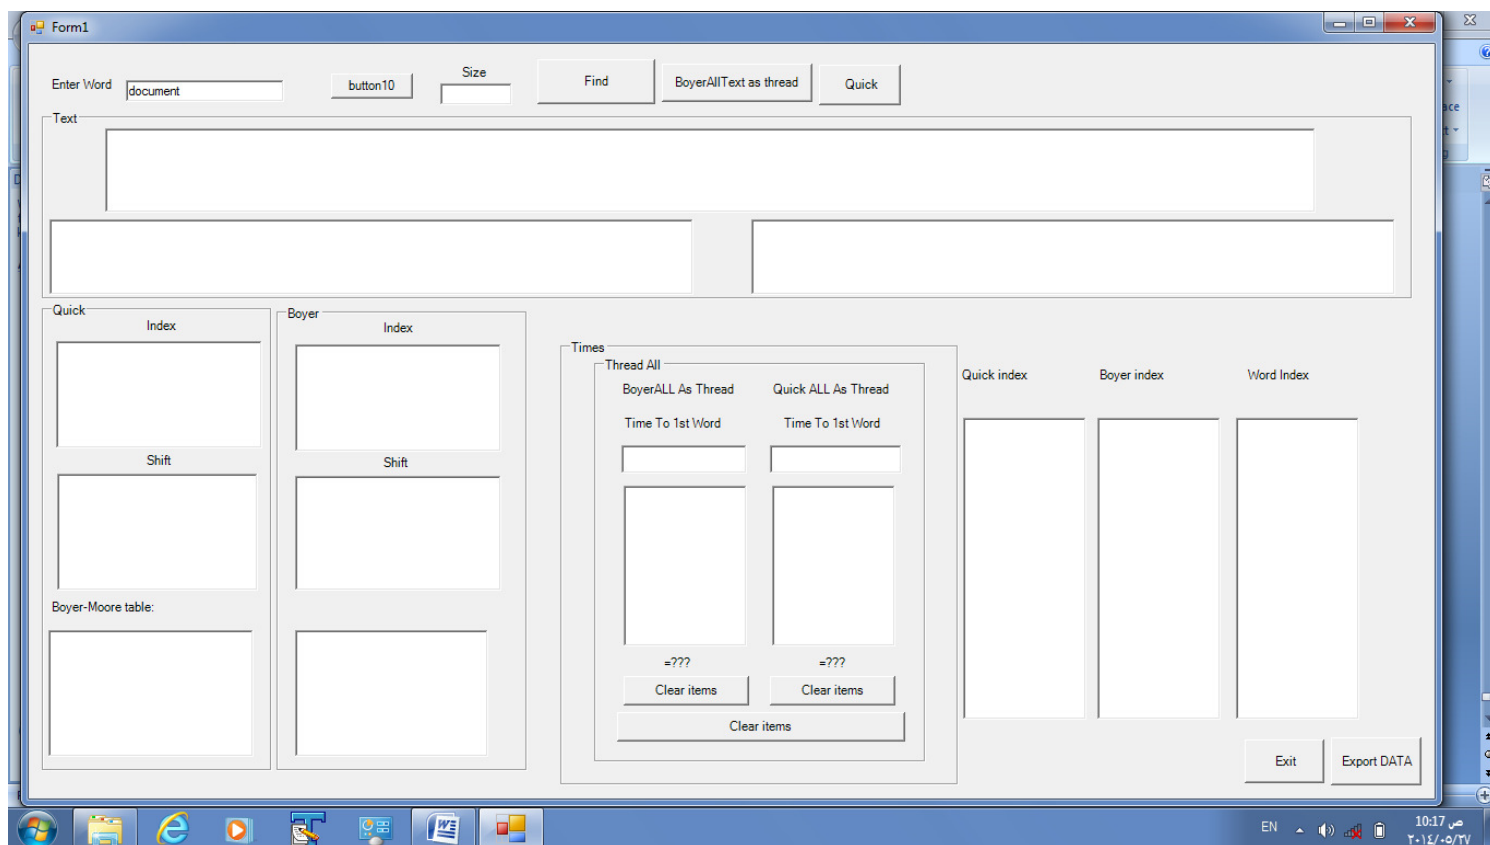 Form1
Enter Word
document
button10
Size
Find
BoyerAllText as thread
Quick
Text
Quick
Index
Shift
Boyer-Moore table:
Boyer
Index
Shift
Times
Thread All
BoyerALL As Thread
Quick ALL As Thread
Time To 1st Word
Time To 1st Word
=???
=???
Clear items
Clear items
Clear items
Quick index
Boyer index
Word Index
Exit
Export DATA
EN
10:17 ص
٢٠١٤/٠٥/٢٧